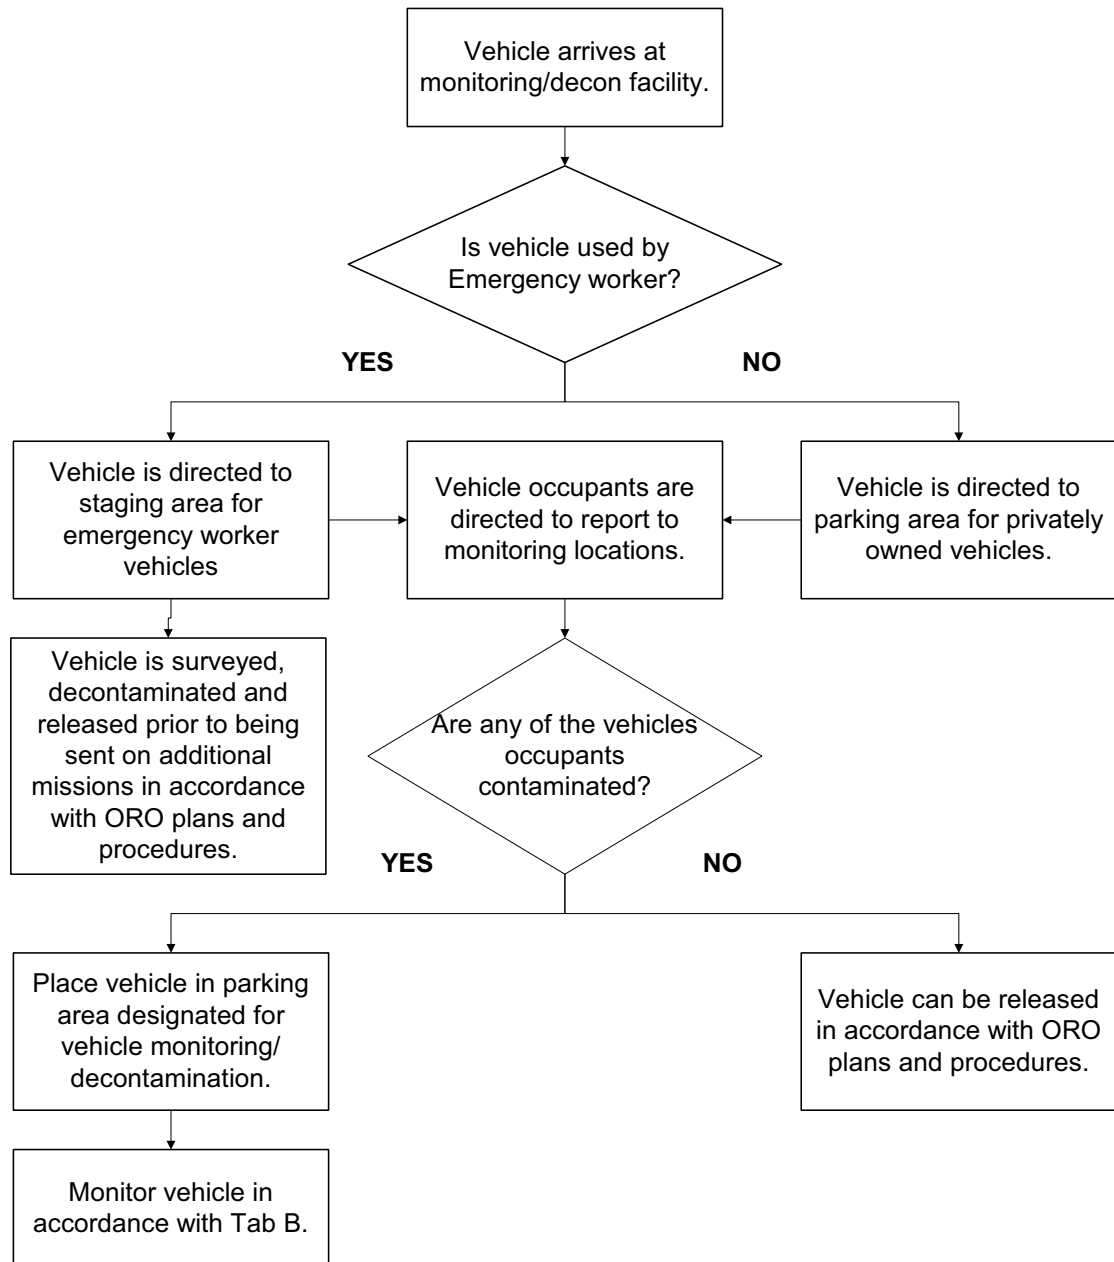 Vehicle arrives at
monitoring/decon facility.
Is vehicle used by
Emergency worker?
YES
NO
Vehicle is directed to
staging area for
emergency worker
vehicles
Vehicle occupants are
directed to report to
monitoring locations.
Vehicle is directed to
parking area for privately
owned vehicles.
Vehicle is surveyed,
decontaminated and
released prior to being
sent on additional
missions in accordance
with ORO plans and
procedures.
Are any of the vehicles
occupants
contaminated?
YES
NO
Place vehicle in parking
area designated for
vehicle monitoring/
decontamination.
Vehicle can be released
in accordance with ORO
plans and procedures.
Monitor vehicle in
accordance with Tab B.